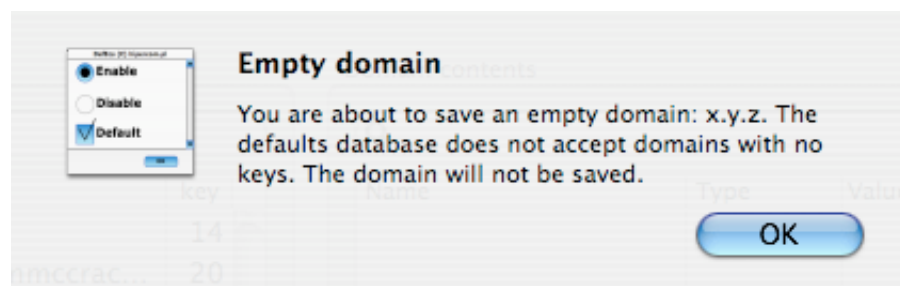 Enable
Disable
Default
Empty domain
contents
You are about to save an empty domain: x.y.z. The
defaults database does not accept domains with no
keys. The domain will not be saved.
key Name Type
14
OK
20